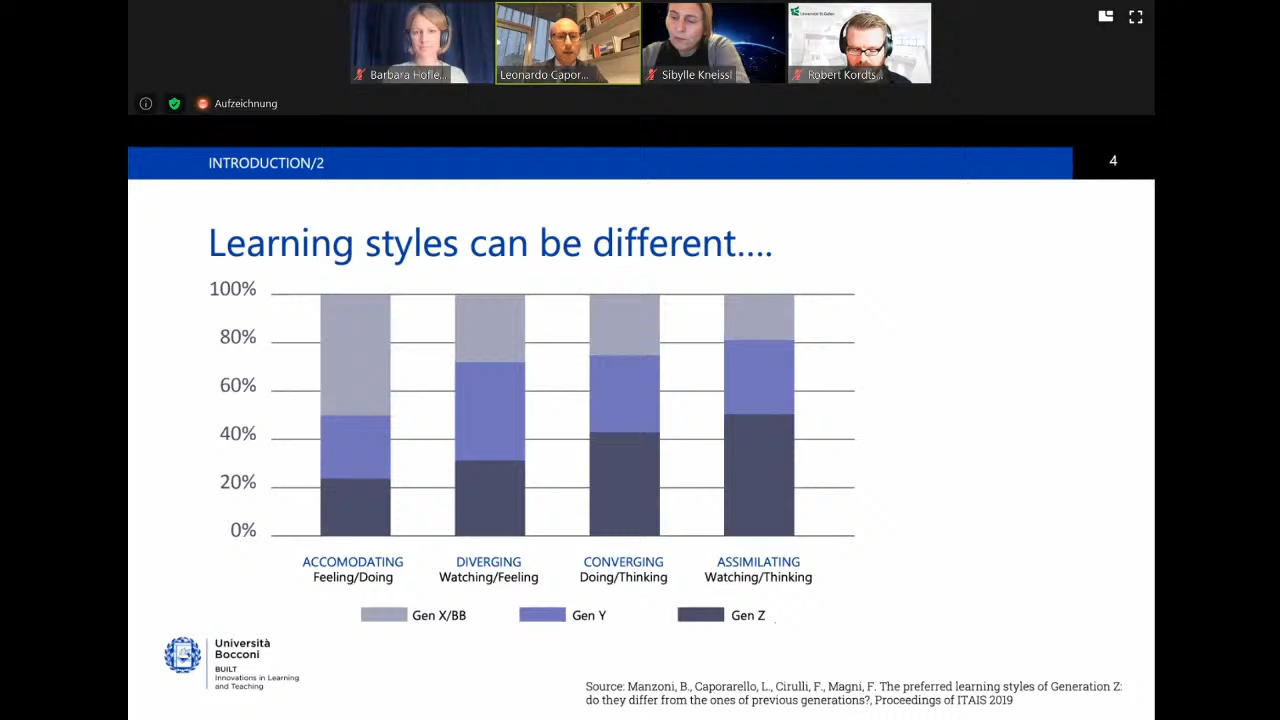 Universität St.Gallen
Barbara Hofle...
Leonardo Capor...
Sibylle Kneissl
Robert Kordts...
Aufzeichnung
INTRODUCTION/2
4
Learning styles can be different....
100%
80%
60%
40%
20%
0%
ACCOMODATING
Feeling/Doing
DIVERGING
Watching/Feeling
CONVERGING
Doing/Thinking
ASSIMILATING
Watching/Thinking
Gen X/BB
Gen Y
Gen Z
Università
Bocconi
BUILT
Innovations in Learning
and Teaching
Source: Manzoni, B., Caporarello, L., Cirulli, F., Magni, F. The preferred learning styles of Generation Z:
do they differ from the ones of previous generations?, Proceedings of ITAIS 2019